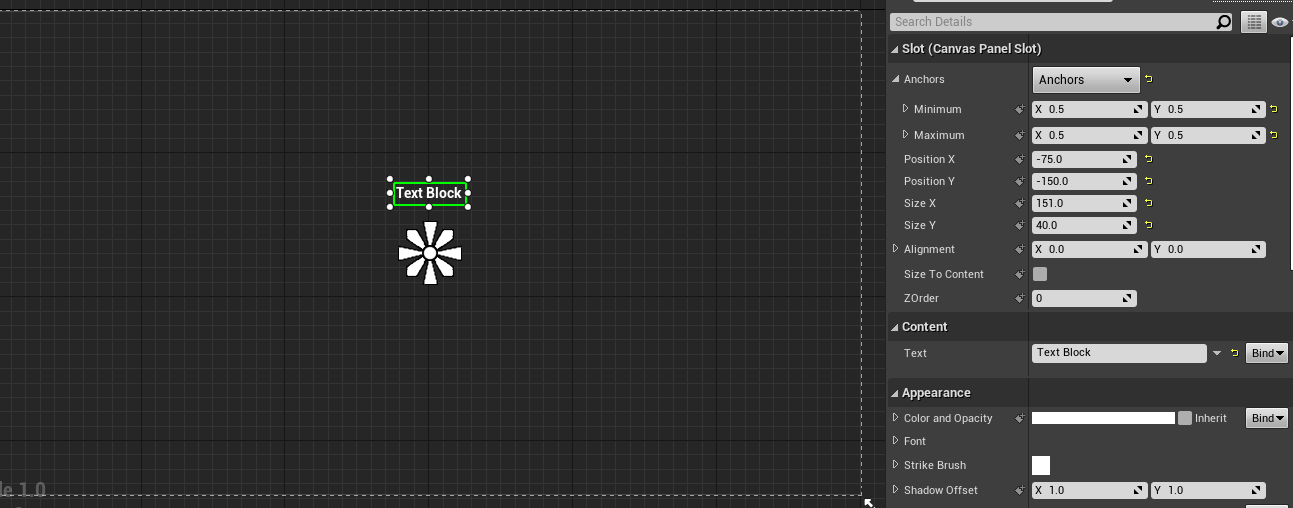 Search Details
Slot (Canvas Panel Slot)
Anchors Anchors
Minimum X 0.5 Y 0.5
Maximum X 0.5 Y 0.5
Position X -75.0
Position Y -150.0
Size X 151.0
Size Y 40.0
Alignment X 0.0 Y 0.0
Size To Content
ZOrder 0
Content
Text Text Block Bind
Appearance
Color and Opacity Inherit Bind
Font
Strike Brush
Shadow Offset X 1.0 Y 1.0
Text Block
1.0